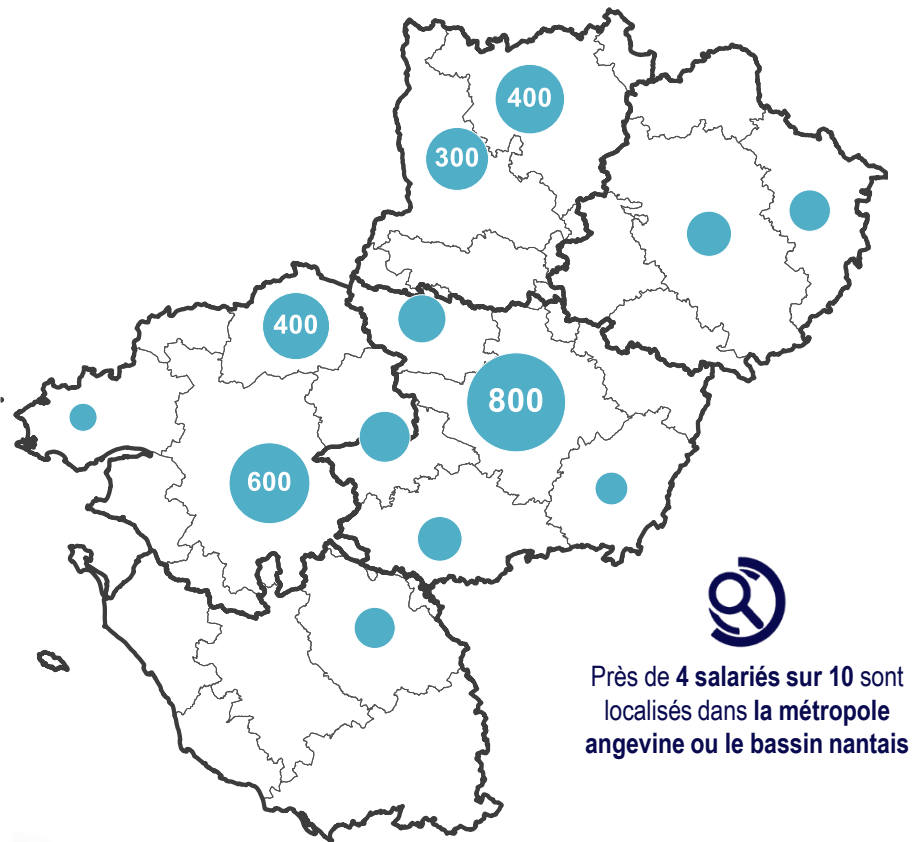 400
300
400
800
600
Près de 4 salariés sur 10 sont
localisés dans la métropole
angevine ou le bassin nantais